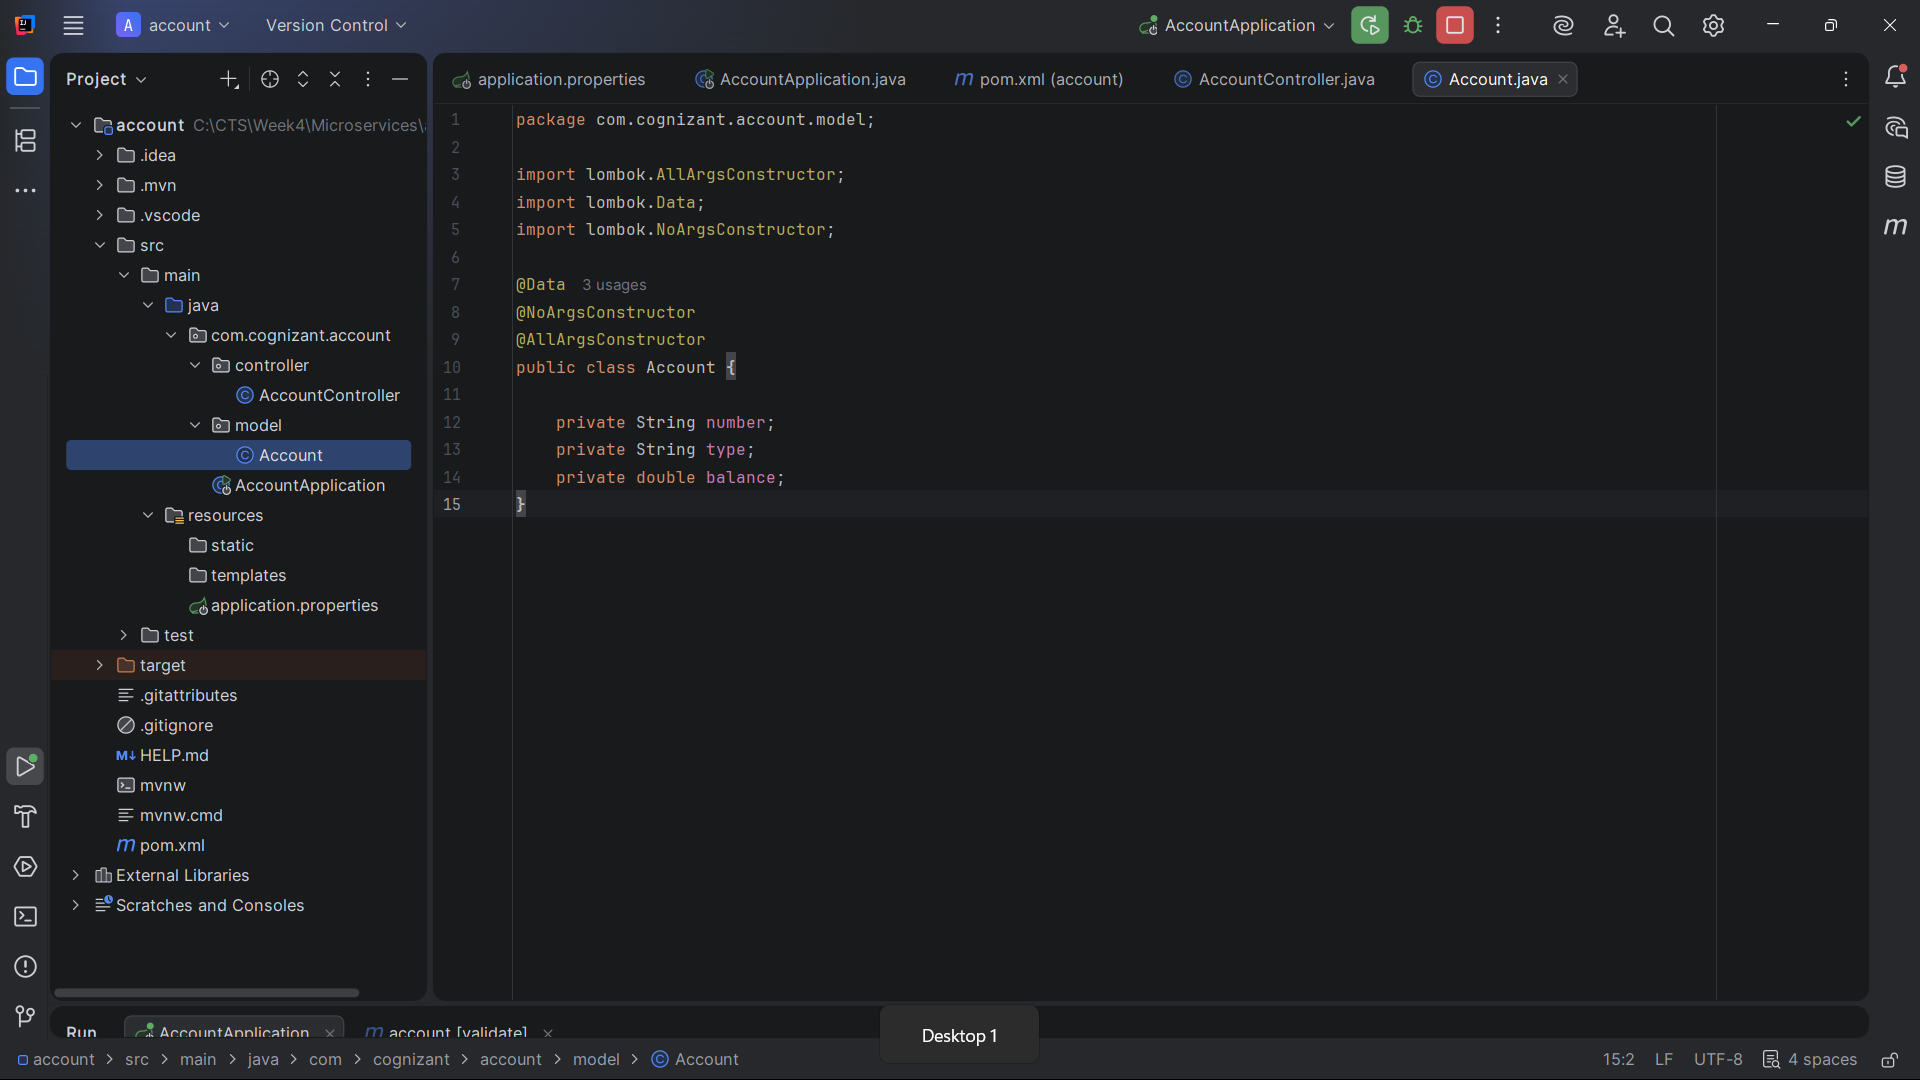 A account Version Control AccountApplication
Project
application.properties AccountApplication.java m pom.xml (account) AccountController.java Account.java
account C:\CTS\Week4\Microservices\
.idea
.mvn
.vscode
src
main
java
com.cognizant.account
controller
AccountController
model
Account
AccountApplication
resources
static
templates
application.properties
test
target
.gitattributes
.gitignore
M↓ HELP.md
mvnw
mvnw.cmd
m pom.xml
External Libraries
Scratches and Consoles
1 package com.cognizant.account.model;
2
3 import lombok.AllArgsConstructor;
4 import lombok.Data;
5 import lombok.NoArgsConstructor;
6
7 @Data 3 usages
8 @NoArgsConstructor
9 @AllArgsConstructor
10 public class Account {
11
12 private String number;
13 private String type;
14 private double balance;
15 }
m
Run AccountApplication m account [validate]
Desktop 1
account > src > main > java > com > cognizant > account > model > Account 15:2 LF UTF-8 4 spaces